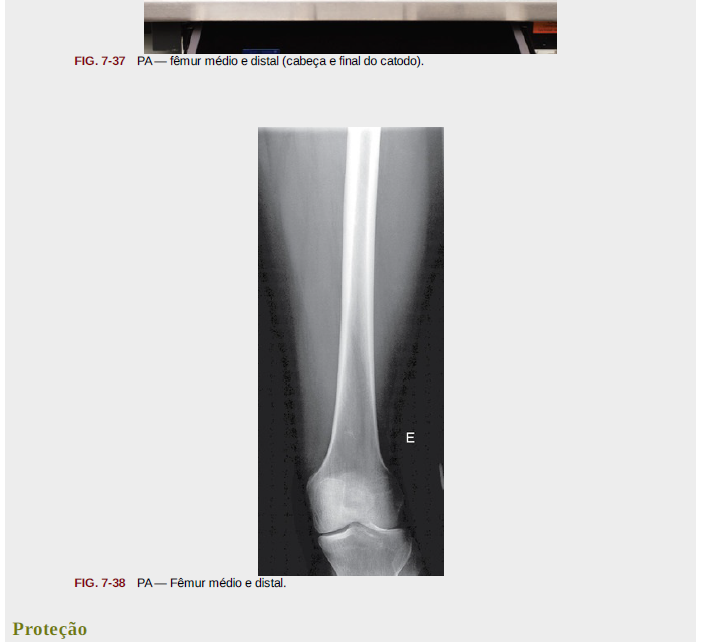 FIG. 7-37 PA — fêmur médio e distal (cabeça e final do catodo).
E
FIG. 7-38 PA — Fêmur médio e distal.
Proteção